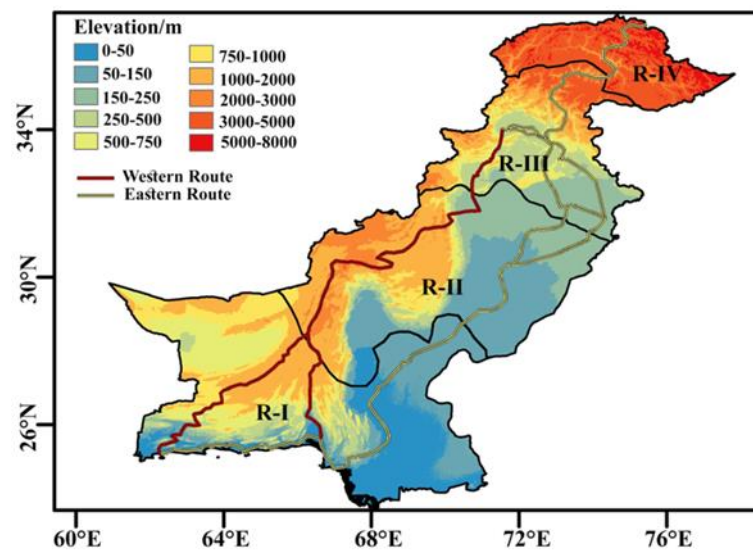 Elevation/m
0-50
50-150
150-250
250-500
500-750
750-1000
1000-2000
2000-3000
3000-5000
5000-8000
Western Route
Eastern Route
R-IV
R-III
R-II
R-I
34°N
30°N
26°N
60°E 64°E 68°E 72°E 76°E